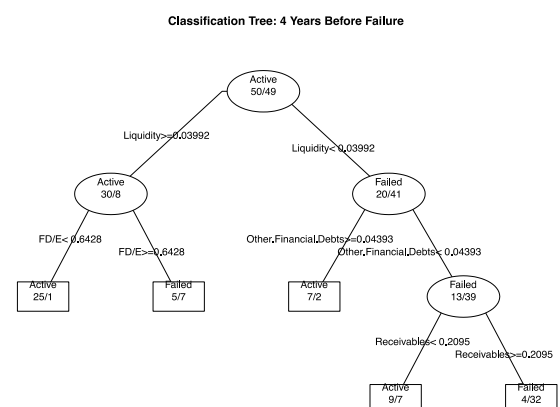 Classification Tree: 4 Years Before Failure
Active
50/49
Liquidity>=0.03992
Liquidity< 0.03992
Active
30/8
Failed
20/41
FD/E< 0.6428
FD/E>=0.6428
Other.Financial.Debts>=0.04393
Other.Financial.Debts< 0.04393
Active
25/1
Failed
5/7
Active
7/2
Failed
13/39
Receivables< 0.2095
Receivables>=0.2095
Active
9/7
Failed
4/32